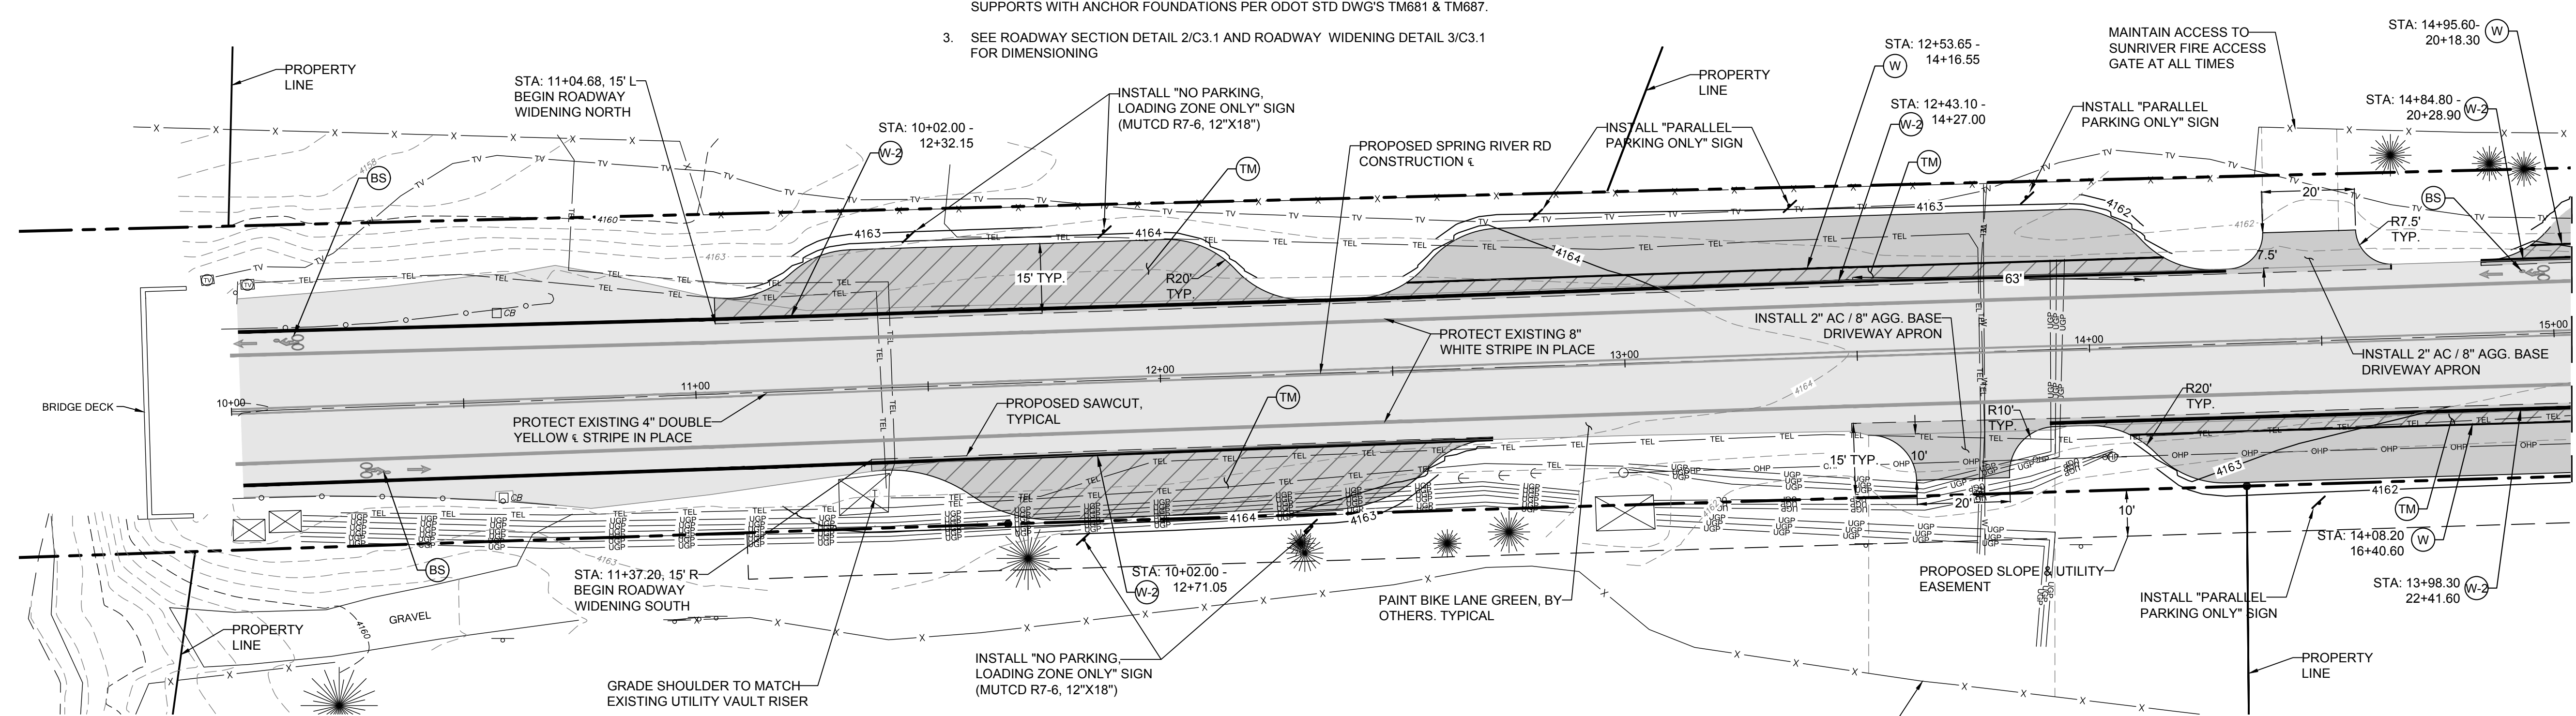 SUPPORTS WITH ANCHOR FOUNDATIONS PER ODOT STD DWG'S TM681 & TM687.
3. SEE ROADWAY SECTION DETAIL 2/C3.1 AND ROADWAY WIDENING DETAIL 3/C3.1
FOR DIMENSIONING
PROPERTY
LINE
STA: 11+04.68, 15' L
BEGIN ROADWAY
WIDENING NORTH
STA: 10+02.00 -
12+32.15
W-2
INSTALL "NO PARKING,
LOADING ZONE ONLY" SIGN
(MUTCD R7-6, 12"X18")
TM
PROPOSED SPRING RIVER RD
CONSTRUCTION ℄
INSTALL "PARALLEL
PARKING ONLY" SIGN
PROPERTY
LINE
STA: 12+53.65 -
14+16.55
W
STA: 12+43.10 -
14+27.00
W-2
TM
INSTALL "PARALLEL
PARKING ONLY" SIGN
MAINTAIN ACCESS TO
SUNRIVER FIRE ACCESS
GATE AT ALL TIMES
STA: 14+95.60-
20+18.30
W
STA: 14+84.80 -
20+28.90
W-2
BS
BS
4158
4160
4163
4163
4164
4164
4163
4162
4162
20'
R7.5'
TYP.
7.5'
15' TYP.
R20'
TYP.
63'
CB
BRIDGE DECK
10+00
11+00
12+00
13+00
14+00
15+00
PROTECT EXISTING 4" DOUBLE
YELLOW ℄ STRIPE IN PLACE
PROPOSED SAWCUT,
TYPICAL
TM
PROTECT EXISTING 8"
WHITE STRIPE IN PLACE
INSTALL 2" AC / 8" AGG. BASE
DRIVEWAY APRON
INSTALL 2" AC / 8" AGG. BASE
DRIVEWAY APRON
4164
R10'
TYP.
R20'
TYP.
15' TYP.
10'
20'
10'
CB
4164
4163
4163
4162
4163
4160
GRAVEL
BS
PROPERTY
LINE
STA: 11+37.20, 15' R
BEGIN ROADWAY
WIDENING SOUTH
GRADE SHOULDER TO MATCH
EXISTING UTILITY VAULT RISER
STA: 10+02.00 -
12+71.05
W-2
INSTALL "NO PARKING,
LOADING ZONE ONLY" SIGN
(MUTCD R7-6, 12"X18")
PAINT BIKE LANE GREEN, BY
OTHERS. TYPICAL
PROPOSED SLOPE & UTILITY
EASEMENT
INSTALL "PARALLEL
PARKING ONLY" SIGN
TM
STA: 14+08.20
16+40.60
W
STA: 13+98.30
22+41.60
W-2
PROPERTY
LINE